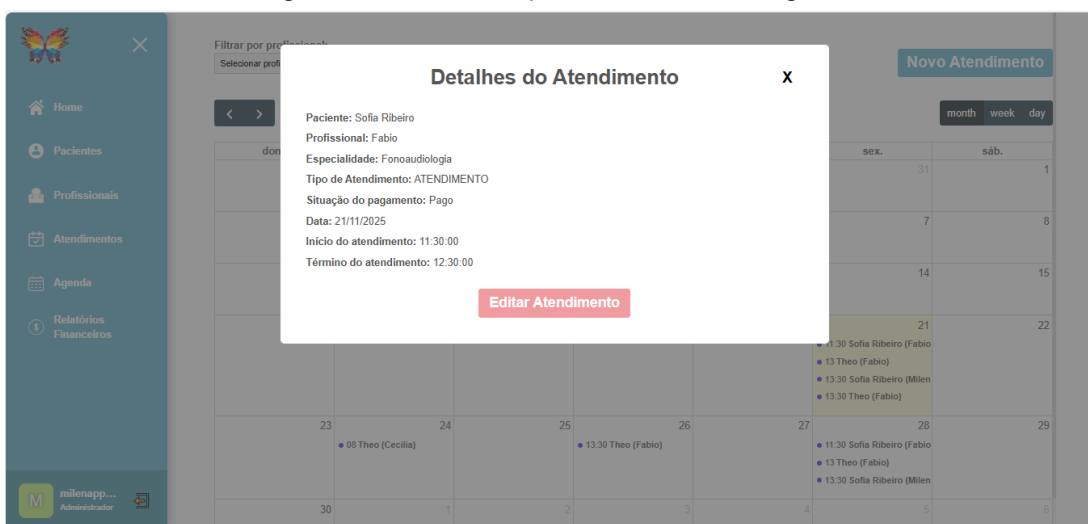 Filtrar por
Selecionar
Novo Atendimento
Home
Pacientes
Profissionais
Atendimentos
Agenda
Relatórios
Financeiros
milenapp...
Administrador
M
Detalhes do Atendimento
X
Paciente: Sofia Ribeiro
Profissional: Fabio
Especialidade: Fonoaudiologia
Tipo de Atendimento: ATENDIMENTO
Situação do pagamento: Pago
Data: 21/11/2025
Início do atendimento: 11:30:00
Término do atendimento: 12:30:00
Editar Atendimento
month week day
dom sex. sáb.
31 1
7 8
14 15
21 22
11:30 Sofia Ribeiro (Fabio
13 Theo (Fabio)
13:30 Sofia Ribeiro (Milen
13:30 Theo (Fabio)
23 24 25 26 27 28 29
08 Theo (Cecilia)
13:30 Theo (Fabio)
11:30 Sofia Ribeiro (Fabio
13 Theo (Fabio)
13:30 Sofia Ribeiro (Milen
30 1 2 3 4 5 6